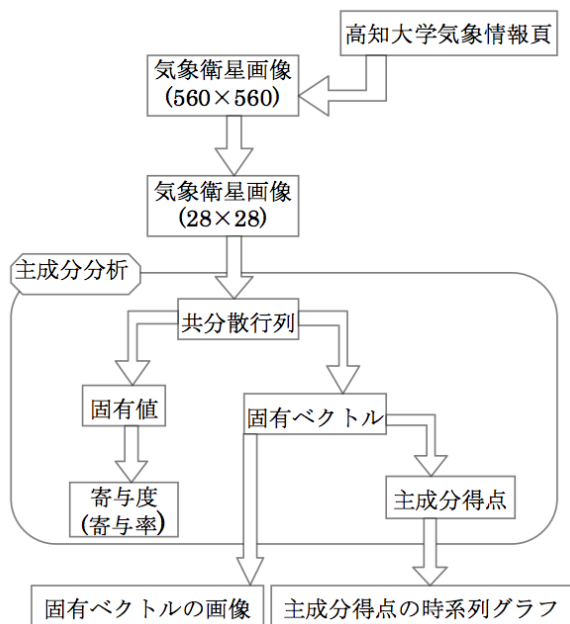 高知大学気象情報頁
気象衛星画像
(560×560)
気象衛星画像
(28×28)
主成分分析
共分散行列
固有値
固有ベクトル
寄与度
(寄与率)
主成分得点
固有ベクトルの画像
主成分得点の時系列グラフ